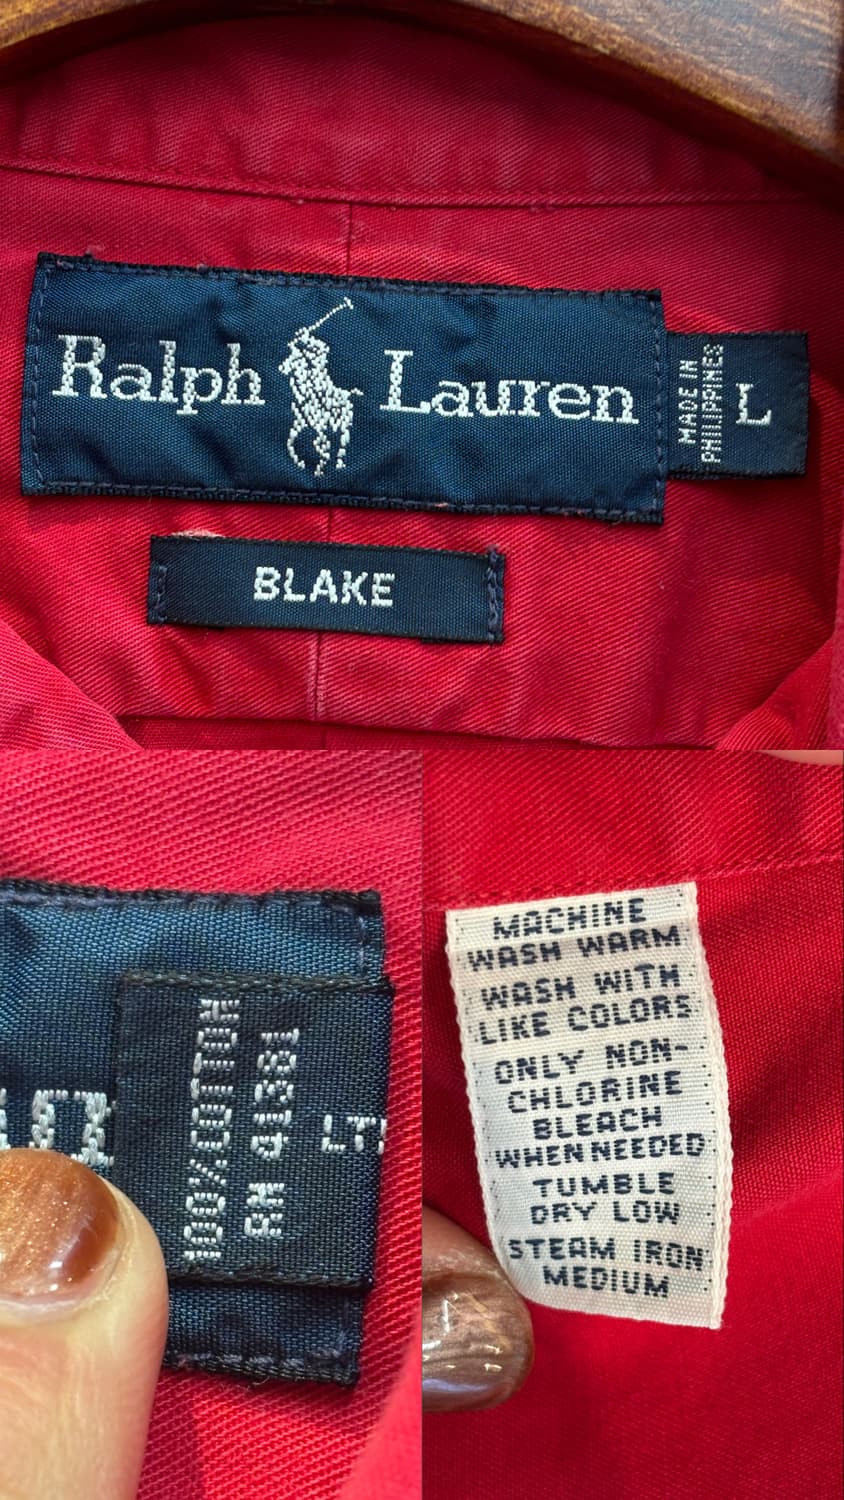 Ralph Lauren
MADE IN
PHILIPPINES
L
BLAKE
100% COTTON
RN 41381
MACHINE
WASH WARM
WASH WITH
LIKE COLORS
ONLY NON-
CHLORINE
BLEACH
WHEN NEEDED
TUMBLE
DRY LOW
STEAM IRON
MEDIUM